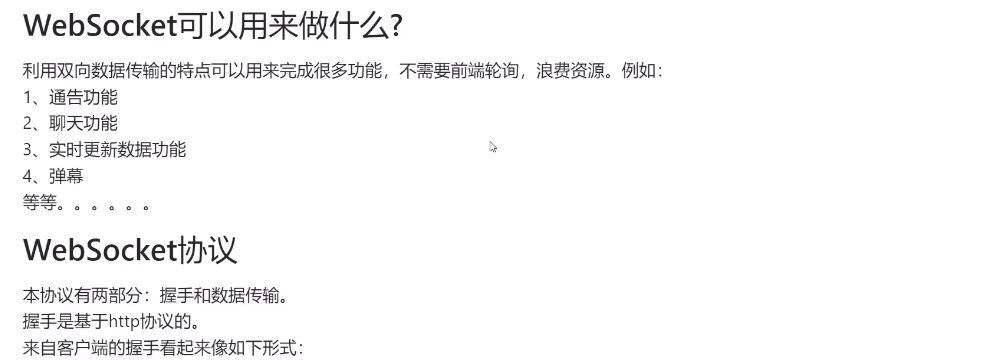 WebSocket可以用来做什么?
利用双向数据传输的特点可以用来完成很多功能，不需要前端轮询，浪费资源。例如：
1、通告功能
2、聊天功能
3、实时更新数据功能
4、弹幕
等等。。。。。。
WebSocket协议
本协议有两部分：握手和数据传输。
握手是基于http协议的。
来自客户端的握手看起来像如下形式：